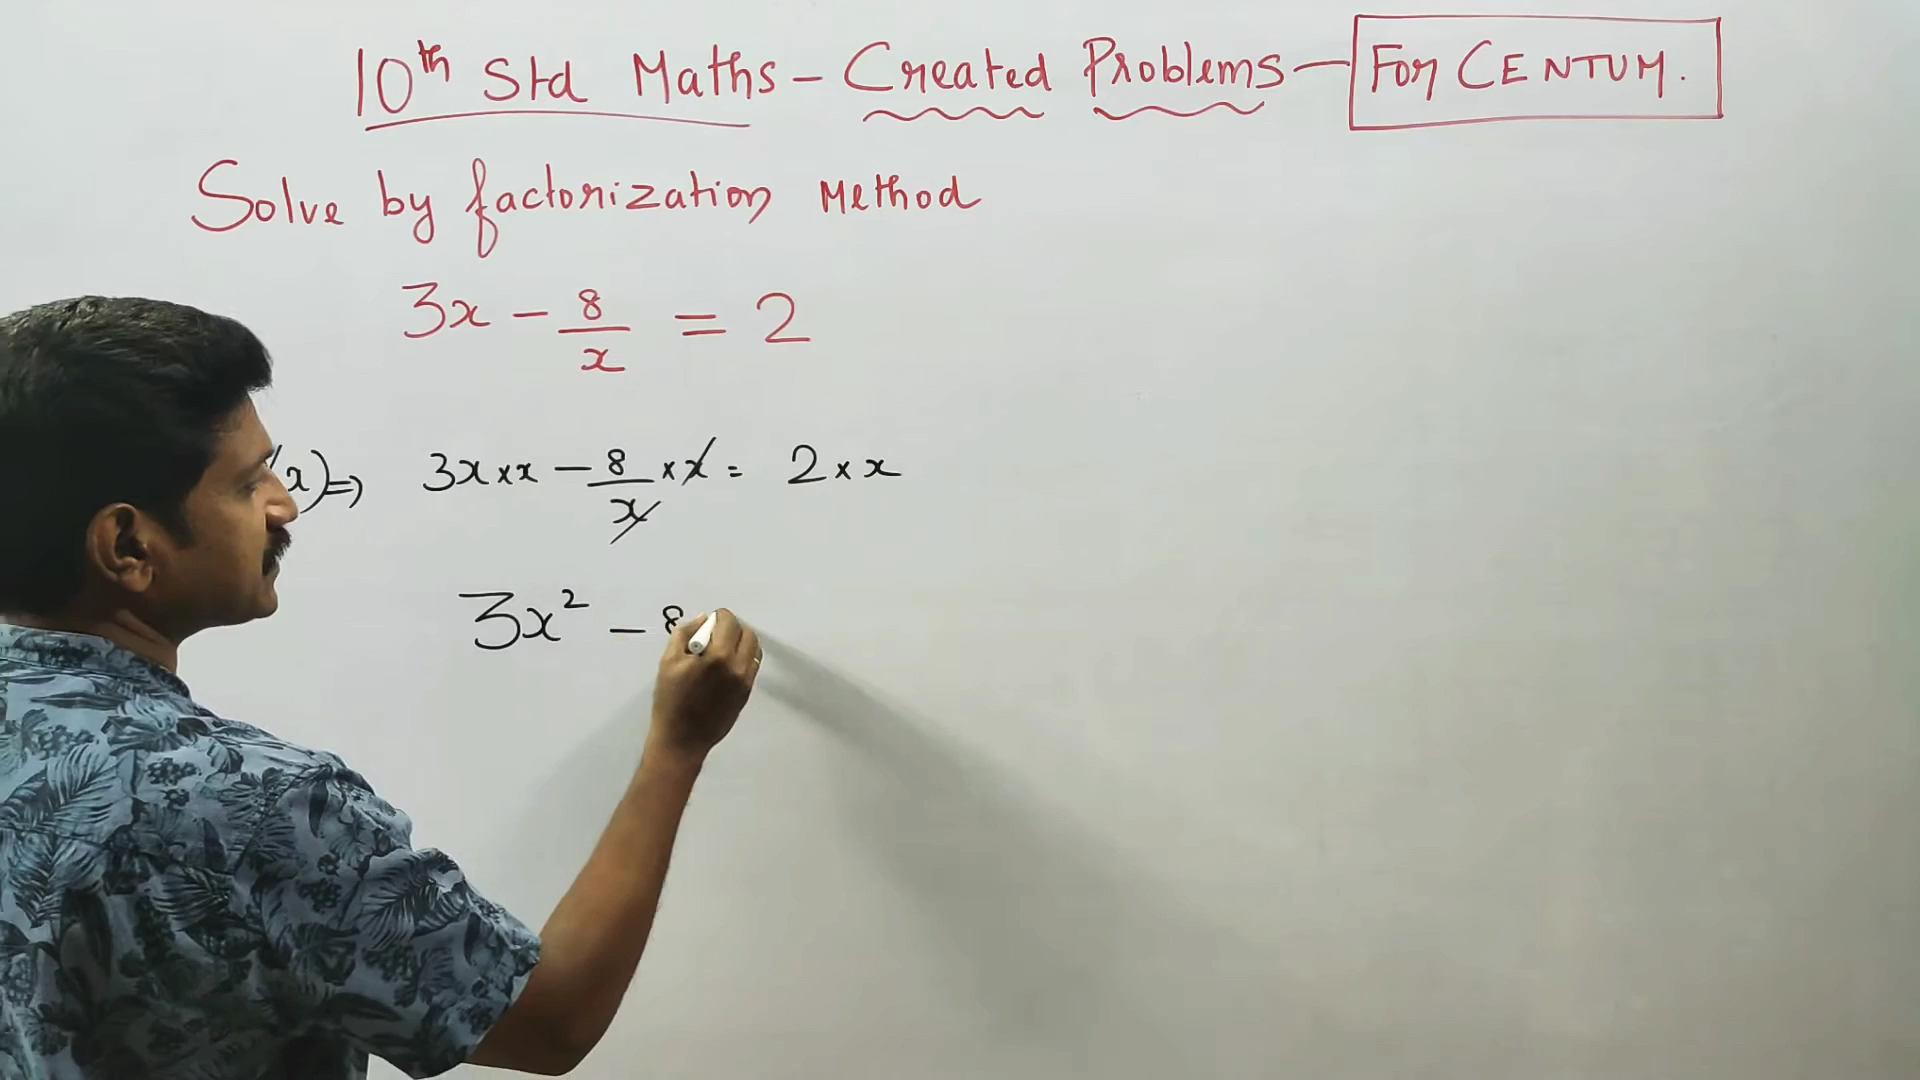 10th Std Maths - Created Problems - For CENTUM.
Solve by factorization Method
3x - 8/x = 2
x) ⇒ 3x × x - 8/x × x = 2 × x
3x² - 8